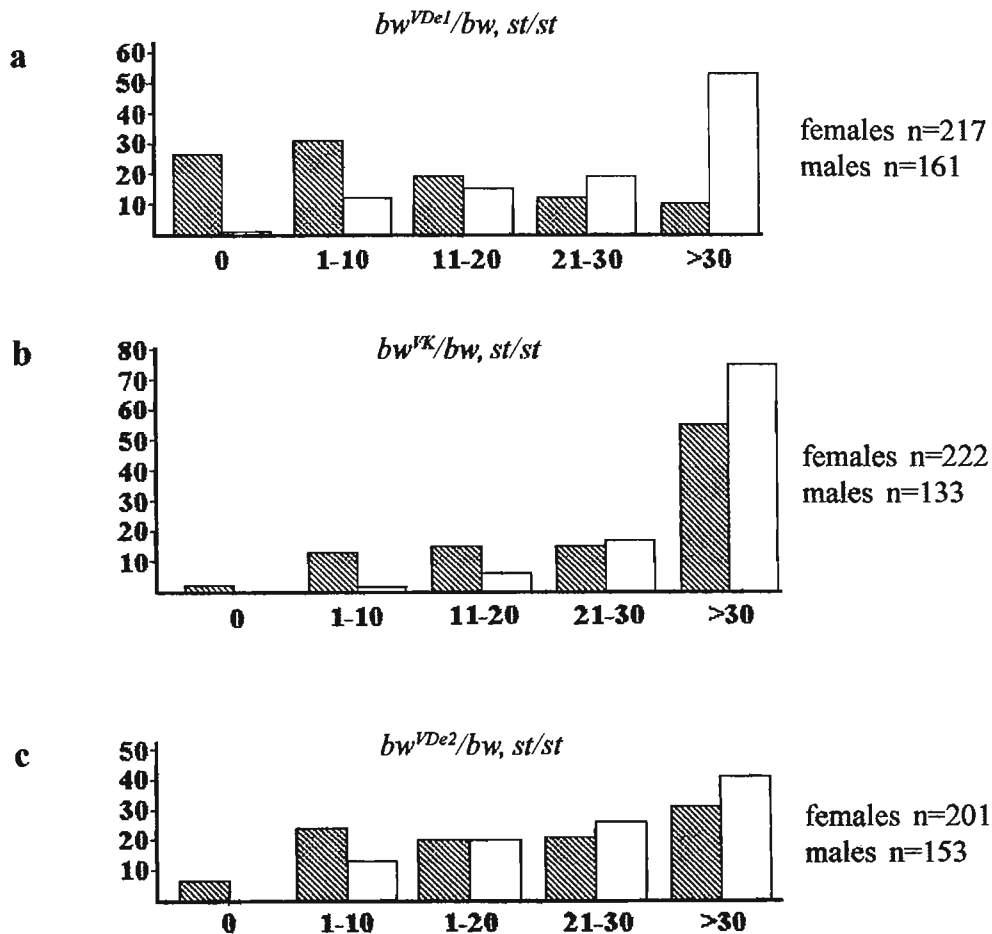 a
bw^VDe1/bw, st/st
60
50
40
30
20
10
0 1-10 11-20 21-30 >30
females n=217
males n=161
b
bw^VK/bw, st/st
80
70
60
50
40
30
20
10
0 1-10 11-20 21-30 >30
females n=222
males n=133
c
bw^VDe2/bw, st/st
50
40
30
20
10
0 1-10 1-20 21-30 >30
females n=201
males n=153